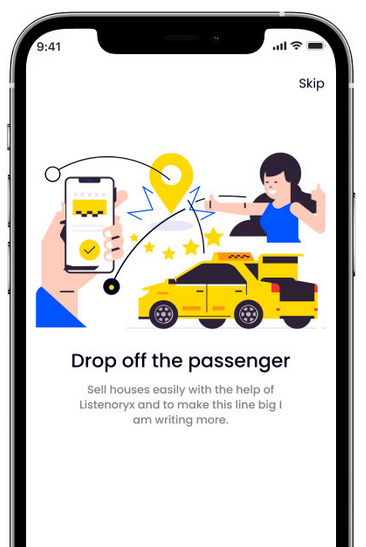 9:41
Skip
Drop off the passenger
Sell houses easily with the help of
Listenoryx and to make this line big I
am writing more.